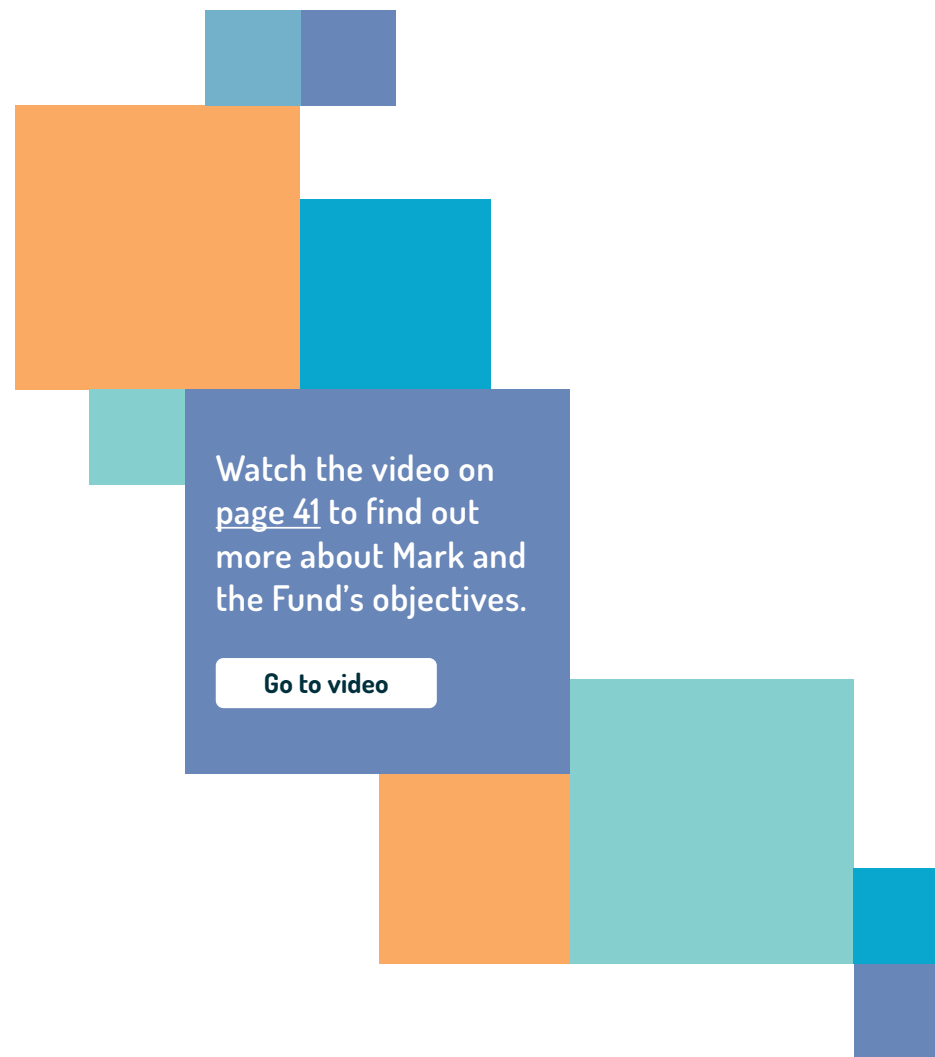 Watch the video on
page 41 to find out
more about Mark and
the Fund’s objectives.
Go to video